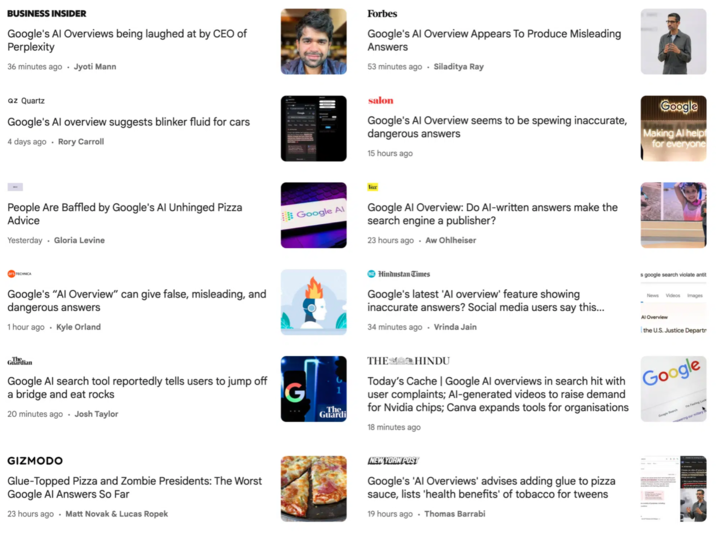 BUSINESS INSIDER
Google's AI Overviews being laughed at by CEO of
Perplexity
36 minutes ago • Jyoti Mann
Forbes
Google's AI Overview Appears To Produce Misleading
Answers
53 minutes ago • Siladitya Ray
QZ Quartz
Google's AI overview suggests blinker fluid for cars
4 days ago • Rory Carroll
salon
Google's AI Overview seems to be spewing inaccurate,
dangerous answers
15 hours ago
Google
Making AI help
for everyone
People Are Baffled by Google's AI Unhinged Pizza
Advice
Yesterday • Gloria Levine
Google AI
Vox
Google AI Overview: Do AI-written answers make the
search engine a publisher?
23 hours ago • Aw Ohlheiser
ars TECHNICA
Google's “AI Overview” can give false, misleading, and
dangerous answers
1 hour ago • Kyle Orland
Hindustan Times
Google's latest 'AI overview' feature showing
inaccurate answers? Social media users say this...
34 minutes ago • Vrinda Jain
s google search violate antit
News Videos Images
AI Overview
the U.S. Justice Departm
The Guardian
Google AI search tool reportedly tells users to jump off
a bridge and eat rocks
20 minutes ago • Josh Taylor
G
The
Guardi
THE HINDU
Today's Cache | Google AI overviews in search hit with
user complaints; AI-generated videos to raise demand
for Nvidia chips; Canva expands tools for organisations
18 minutes ago
Google
GIZMODO
Glue-Topped Pizza and Zombie Presidents: The Worst
Google AI Answers So Far
23 hours ago • Matt Novak & Lucas Ropek
NEW YORK POST
Google's 'AI Overviews' advises adding glue to pizza
sauce, lists 'health benefits' of tobacco for tweens
19 hours ago • Thomas Barrabi